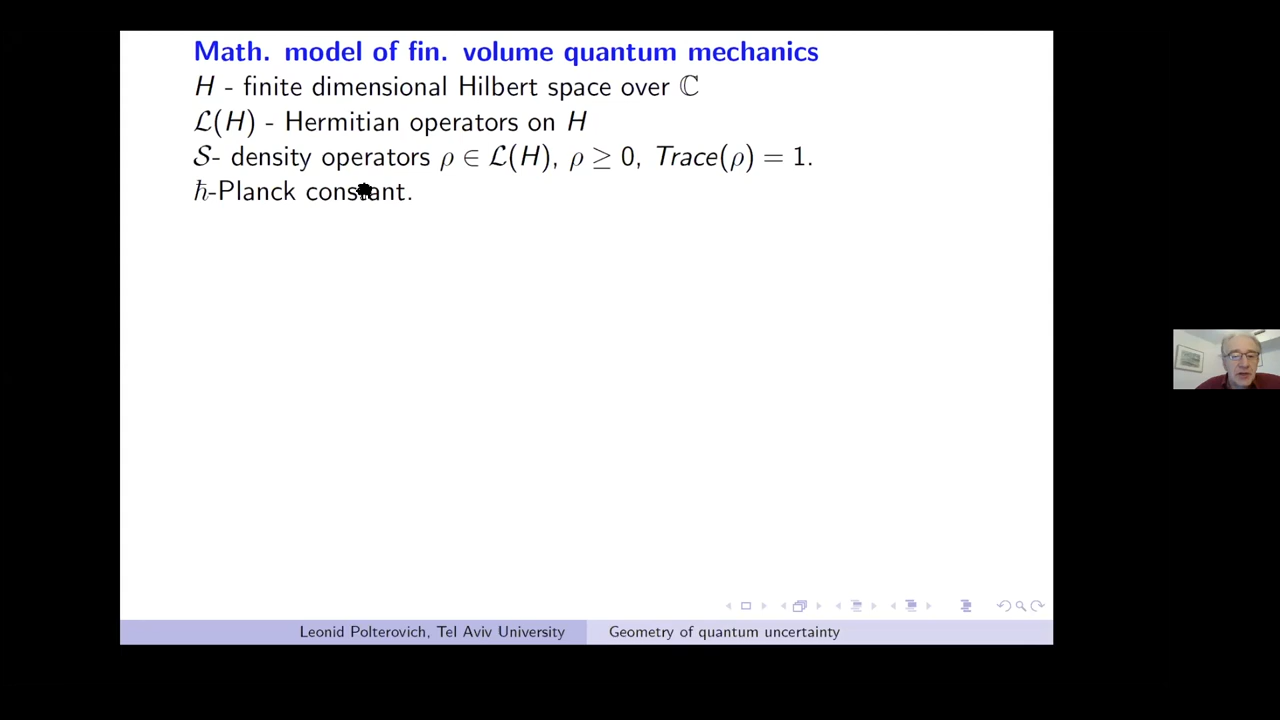 Math. model of fin. volume quantum mechanics
H - finite dimensional Hilbert space over ℂ
ℒ(H) - Hermitian operators on H
𝒮- density operators ρ ∈ ℒ(H), ρ ≥ 0, Trace(ρ) = 1.
ℏ-Planck constant.
Leonid Polterovich, Tel Aviv University
Geometry of quantum uncertainty